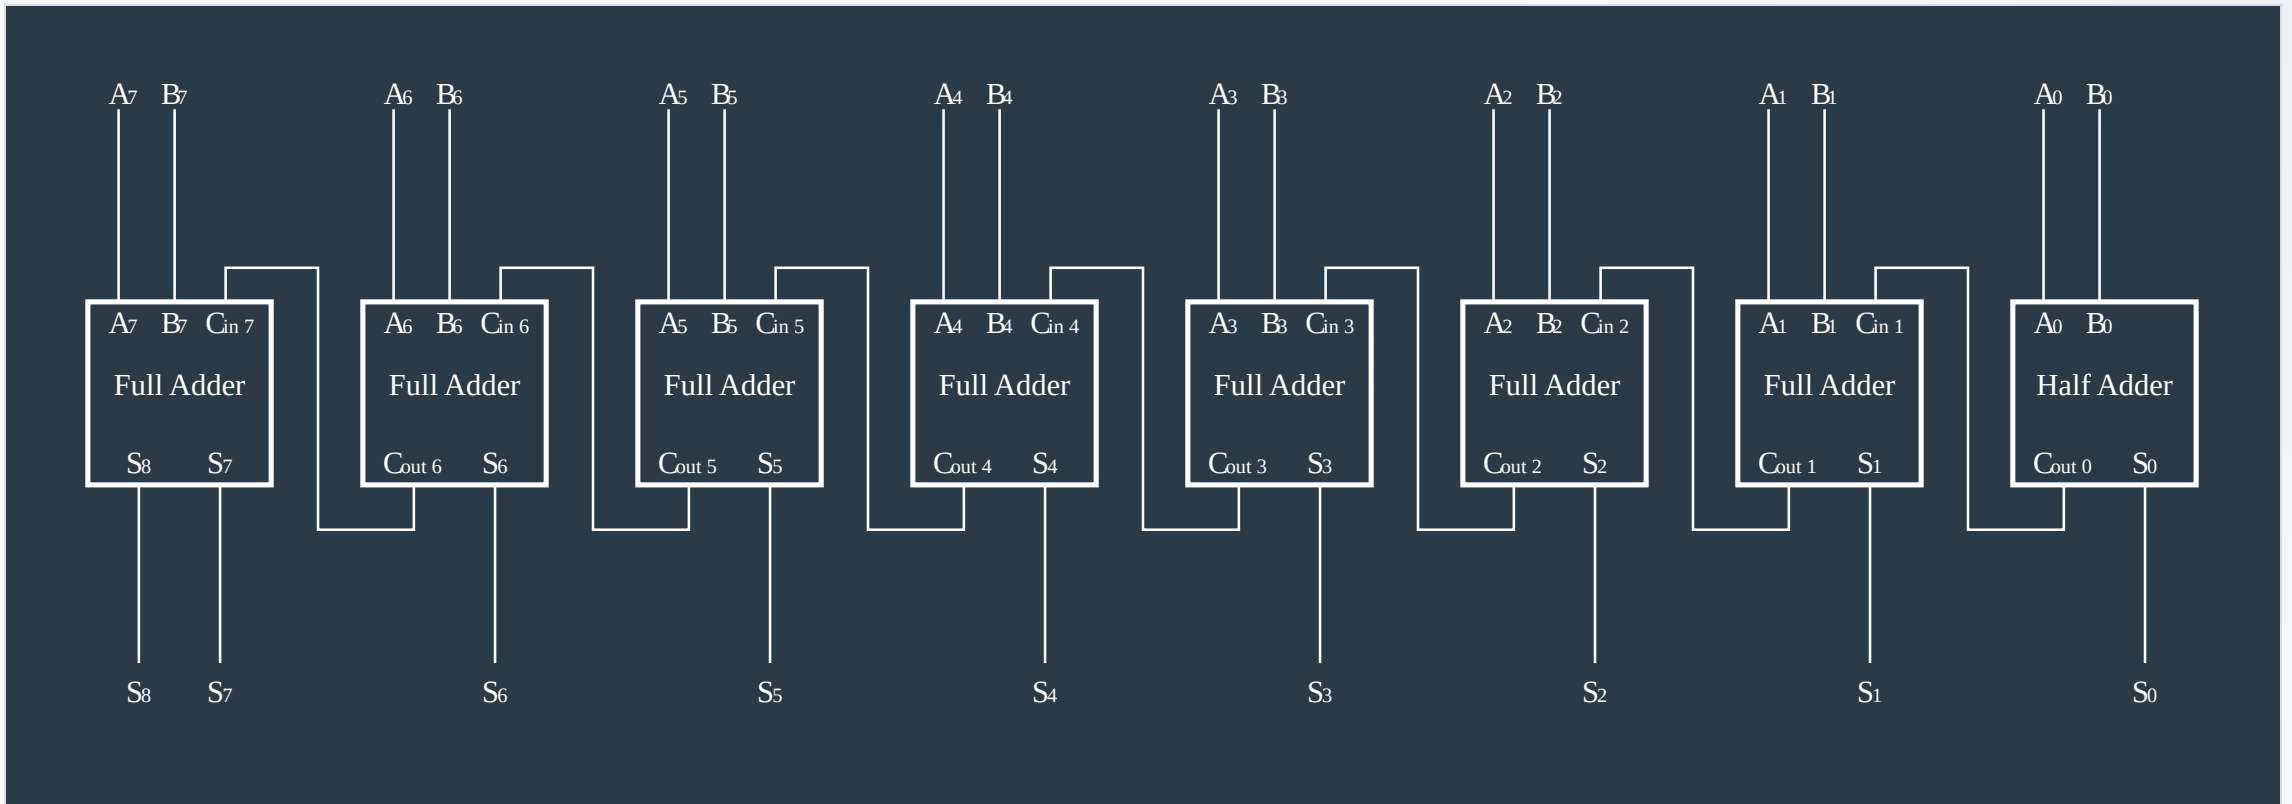 A7 B7 A6 B6 A5 B5 A4 B4 A3 B3 A2 B2 A1 B1 A0 B0
A7 B7 Cin 7 A6 B6 Cin 6 A5 B5 Cin 5 A4 B4 Cin 4 A3 B3 Cin 3 A2 B2 Cin 2 A1 B1 Cin 1 A0 B0
Full Adder Full Adder Full Adder Full Adder Full Adder Full Adder Full Adder Half Adder
S8 S7 Cout 6 S6 Cout 5 S5 Cout 4 S4 Cout 3 S3 Cout 2 S2 Cout 1 S1 Cout 0 S0
S8 S7 S6 S5 S4 S3 S2 S1 S0